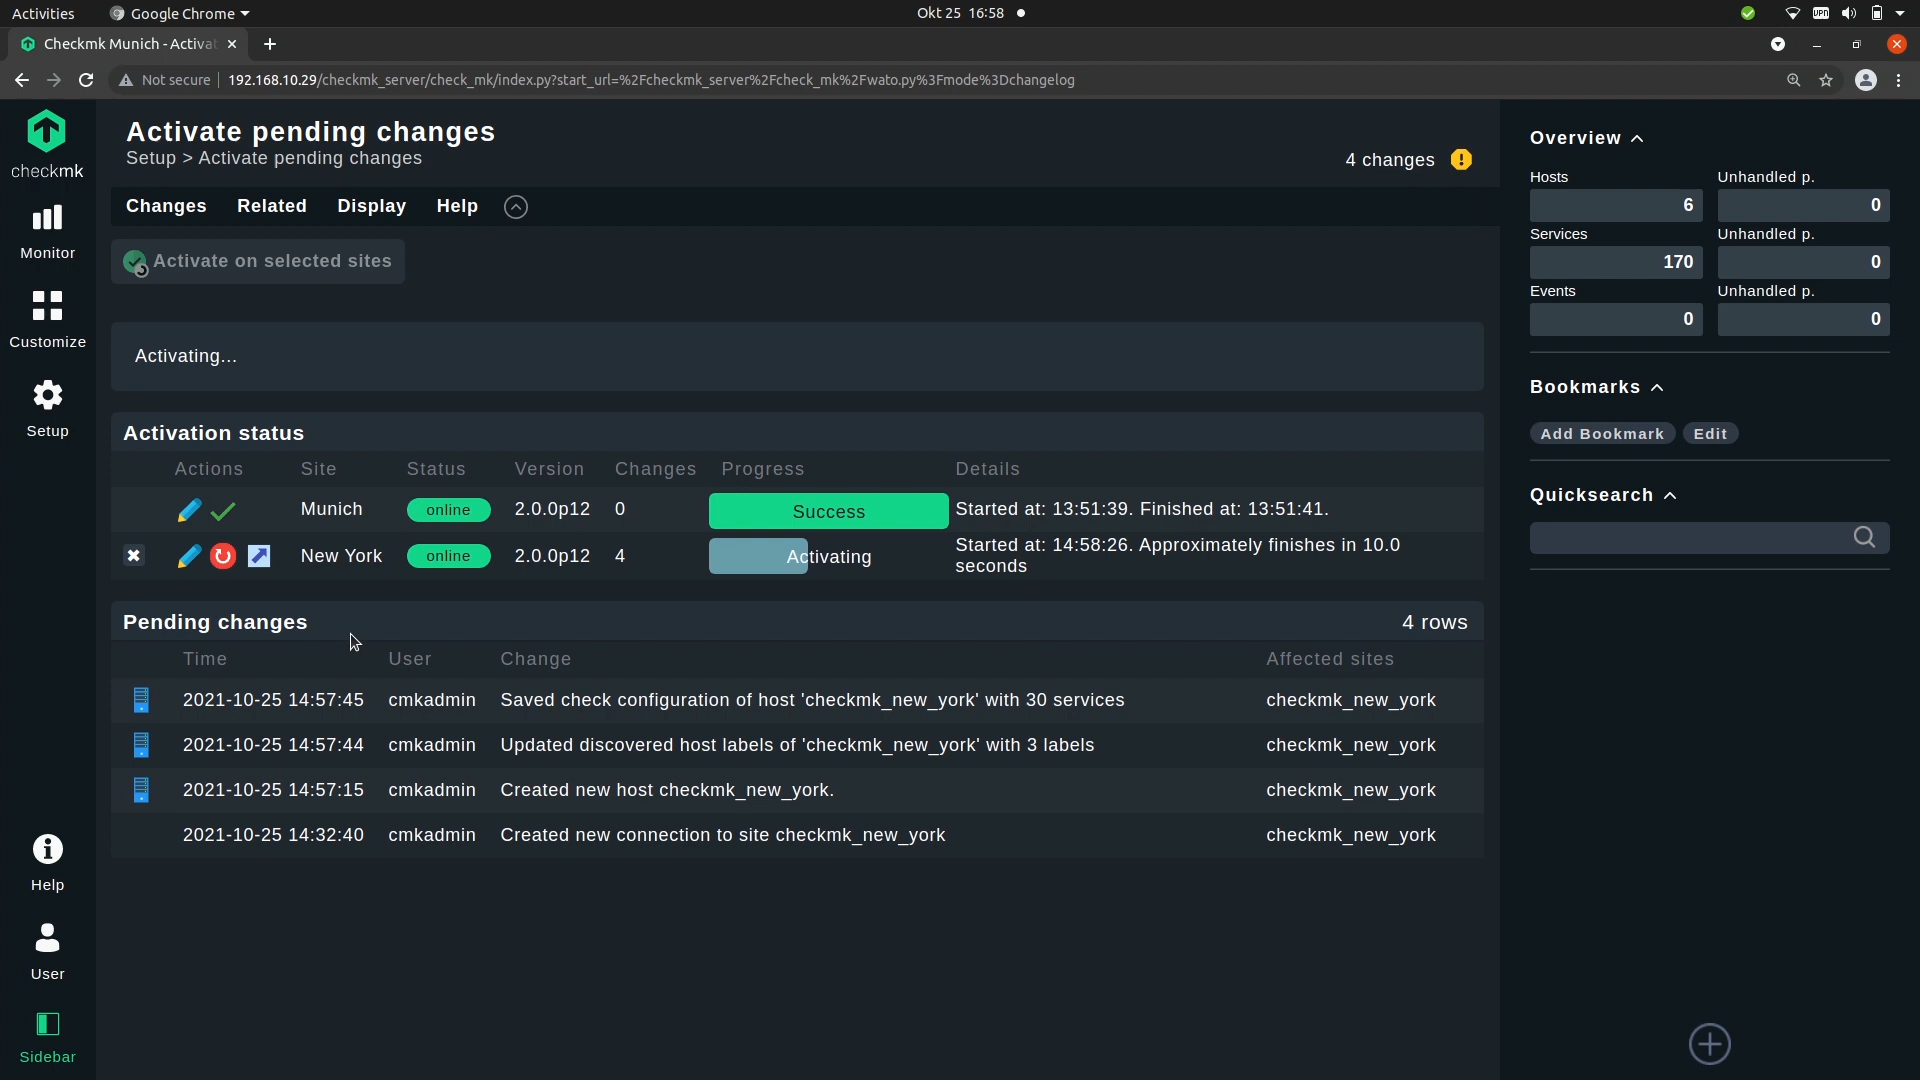 Activities
Google Chrome
Okt 25 16:58
VPN
Checkmk Munich - Activat
Not secure
192.168.10.29/checkmk_server/check_mk/index.py?start_url=%2Fcheckmk_server%2Fcheck_mk%2Fwato.py%3Fmode%3Dchangelog
checkmk
Monitor
Customize
Setup
Help
User
Sidebar
Activate pending changes
Setup > Activate pending changes
4 changes
Changes Related Display Help
Activate on selected sites
Activating...
Activation status
Actions Site Status Version Changes Progress Details
Munich online 2.0.0p12 0 Success Started at: 13:51:39. Finished at: 13:51:41.
New York online 2.0.0p12 4 Activating Started at: 14:58:26. Approximately finishes in 10.0
seconds
Pending changes 4 rows
Time User Change Affected sites
2021-10-25 14:57:45 cmkadmin Saved check configuration of host 'checkmk_new_york' with 30 services checkmk_new_york
2021-10-25 14:57:44 cmkadmin Updated discovered host labels of 'checkmk_new_york' with 3 labels checkmk_new_york
2021-10-25 14:57:15 cmkadmin Created new host checkmk_new_york. checkmk_new_york
2021-10-25 14:32:40 cmkadmin Created new connection to site checkmk_new_york checkmk_new_york
Overview
Hosts Unhandled p.
6 0
Services Unhandled p.
170 0
Events Unhandled p.
0 0
Bookmarks
Add Bookmark Edit
Quicksearch